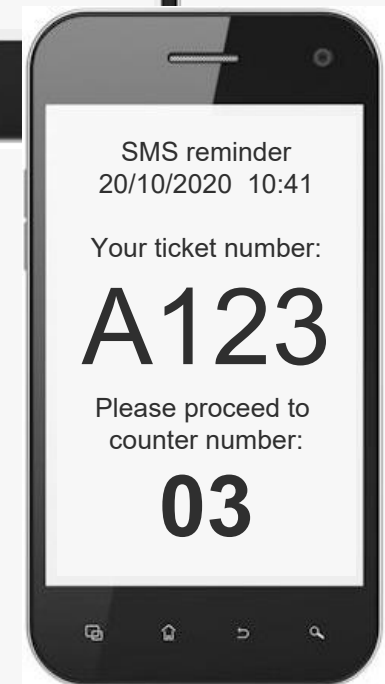 SMS reminder
20/10/2020 10:41
Your ticket number:
A123
Please proceed to
counter number:
03